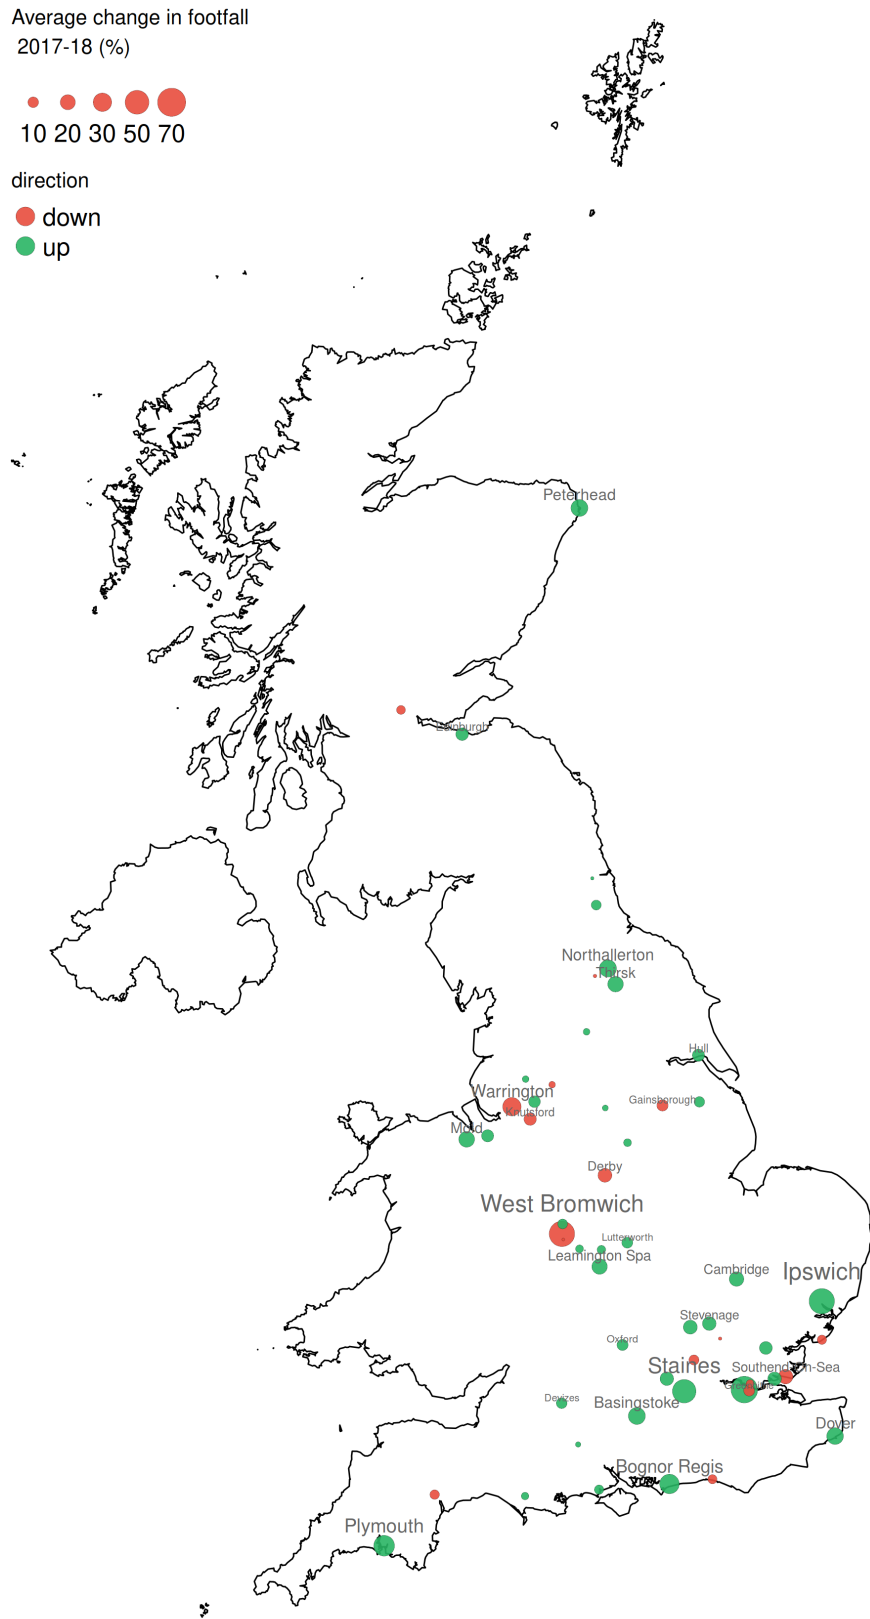 Average change in footfall
2017-18 (%)
10 20 30 50 70
direction
down
up
Peterhead
Edinburgh
Northallerton
Thirsk
Hull
Warrington
Knutsford
Gainsborough
Mold
Derby
West Bromwich
Lutterworth
Leamington Spa
Cambridge
Ipswich
Stevenage
Oxford
Staines
Southend-On-Sea
Devizes
Basingstoke
Dover
Bognor Regis
Plymouth